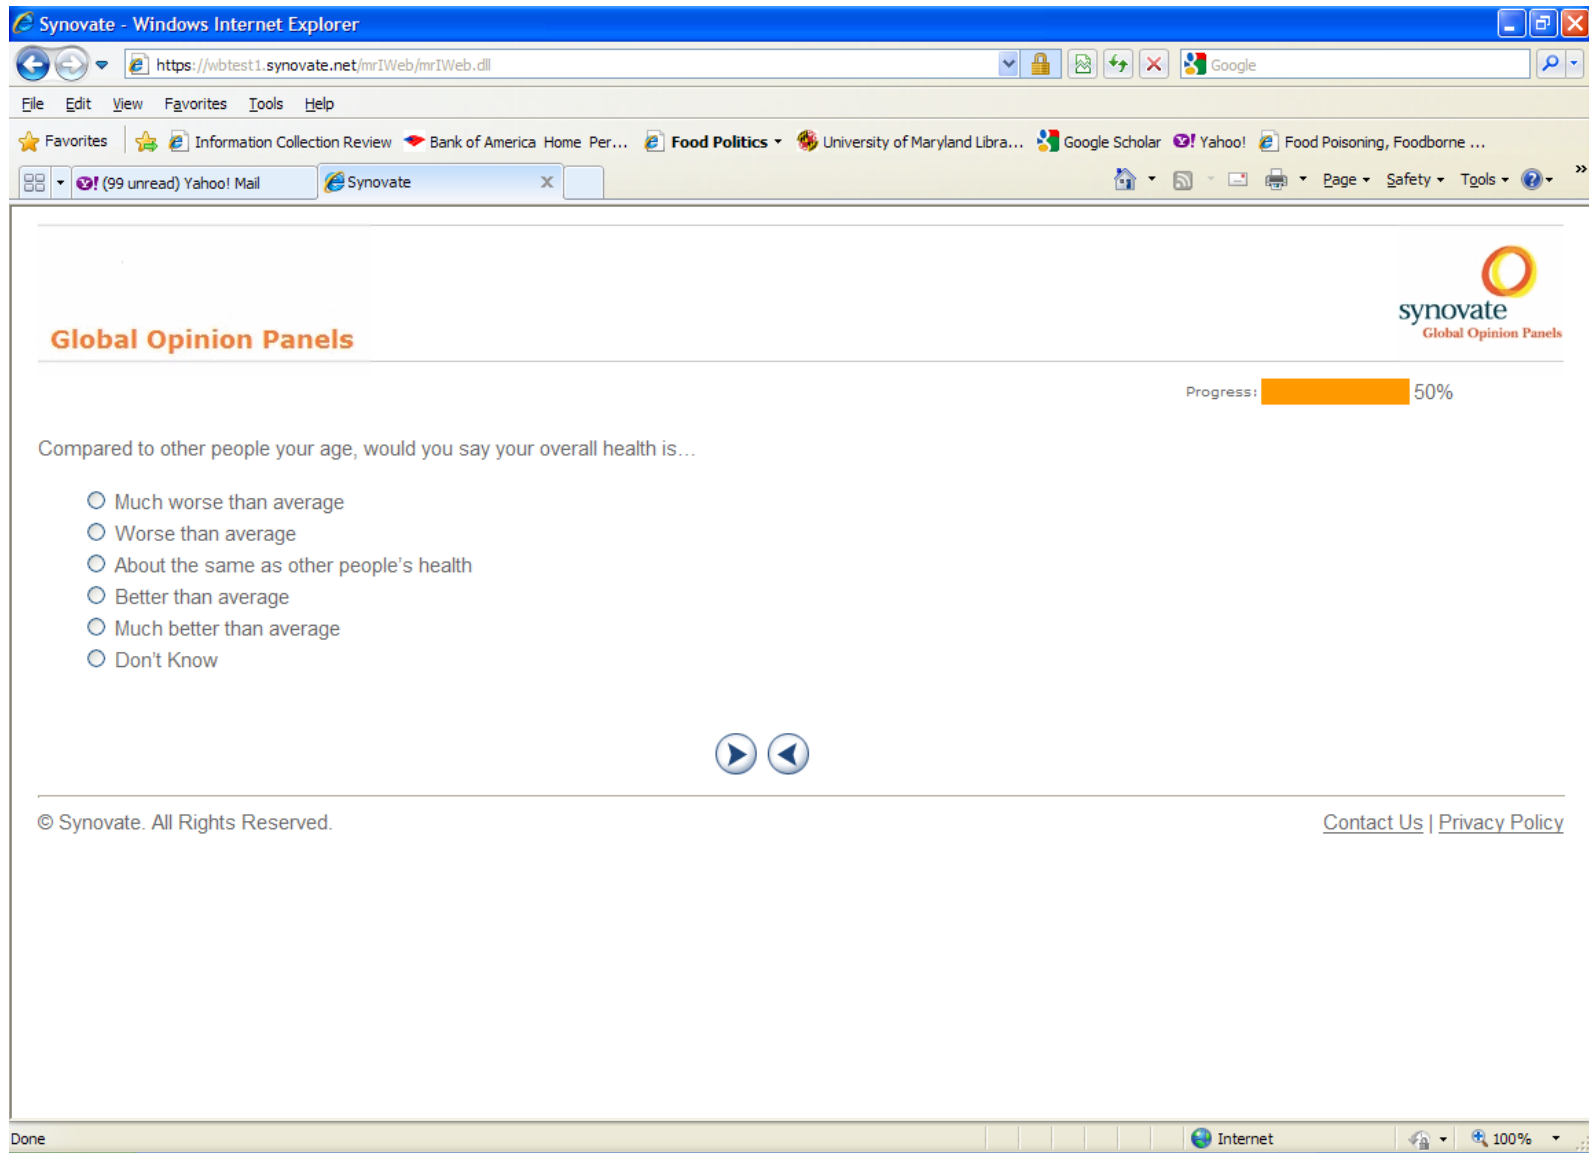 Synovate - Windows Internet Explorer
https://wbtest1.synovate.net/mrIWeb/mrIWeb.dll
Google
File Edit View Favorites Tools Help
Favorites Information Collection Review Bank of America Home Per... Food Politics University of Maryland Libra... Google Scholar Yahoo! Food Poisoning, Foodborne ...
(99 unread) Yahoo! Mail Synovate x Page Safety Tools »
Global Opinion Panels
synovate
Global Opinion Panels
Progress: 50%
Compared to other people your age, would you say your overall health is…
Much worse than average
Worse than average
About the same as other people’s health
Better than average
Much better than average
Don’t Know
© Synovate. All Rights Reserved. Contact Us | Privacy Policy
Done Internet 100%